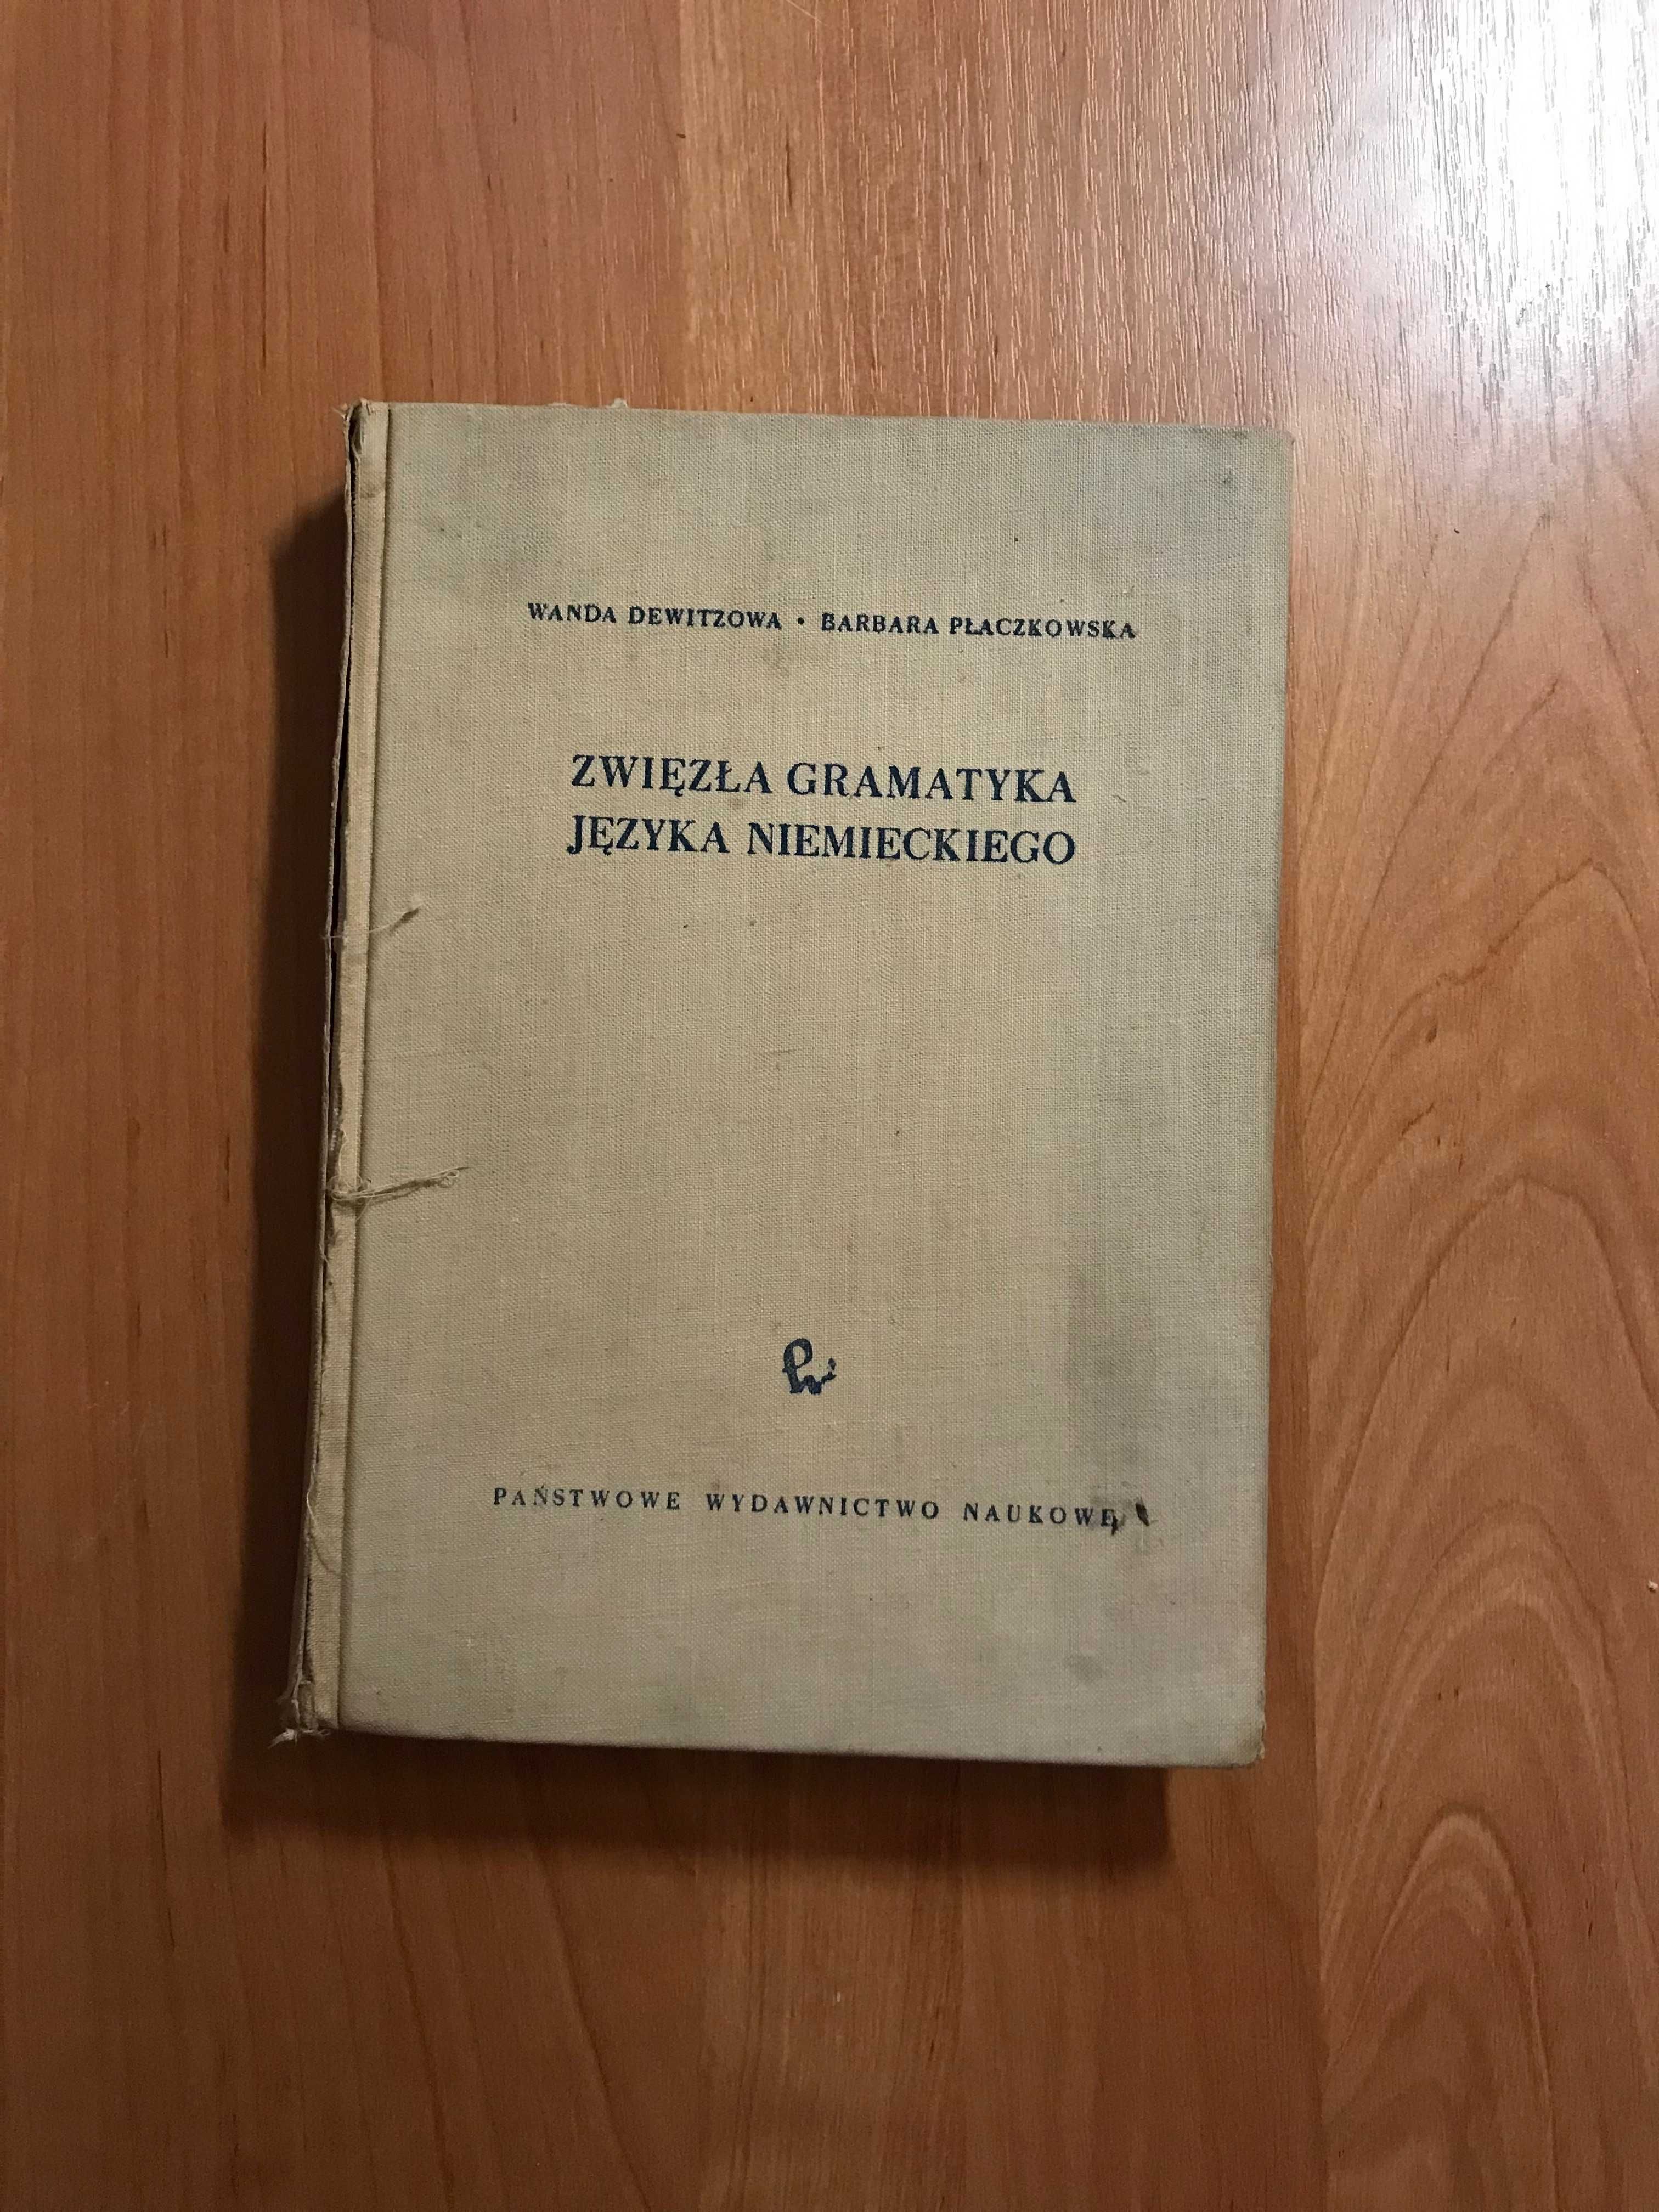 WANDA DEWITZOWA • BARBARA PŁACZKOWSKA
ZWIĘZŁA GRAMATYKA
JĘZYKA NIEMIECKIEGO
PAŃSTWOWE WYDAWNICTWO NAUKOWE